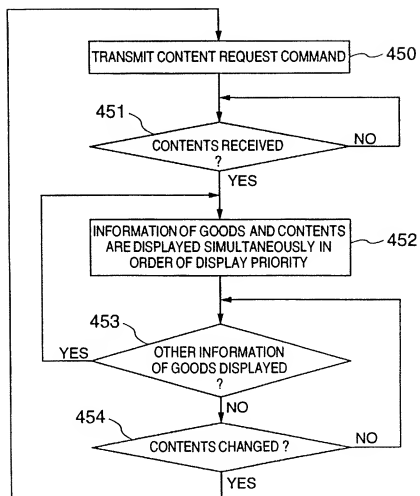 TRANSMIT CONTENT REQUEST COMMAND
450
451
CONTENTS RECEIVED
?
NO
YES
INFORMATION OF GOODS AND CONTENTS
ARE DISPLAYED SIMULTANEOUSLY IN
ORDER OF DISPLAY PRIORITY
452
453
YES
OTHER INFORMATION
OF GOODS DISPLAYED
?
NO
454
CONTENTS CHANGED ?
NO
YES